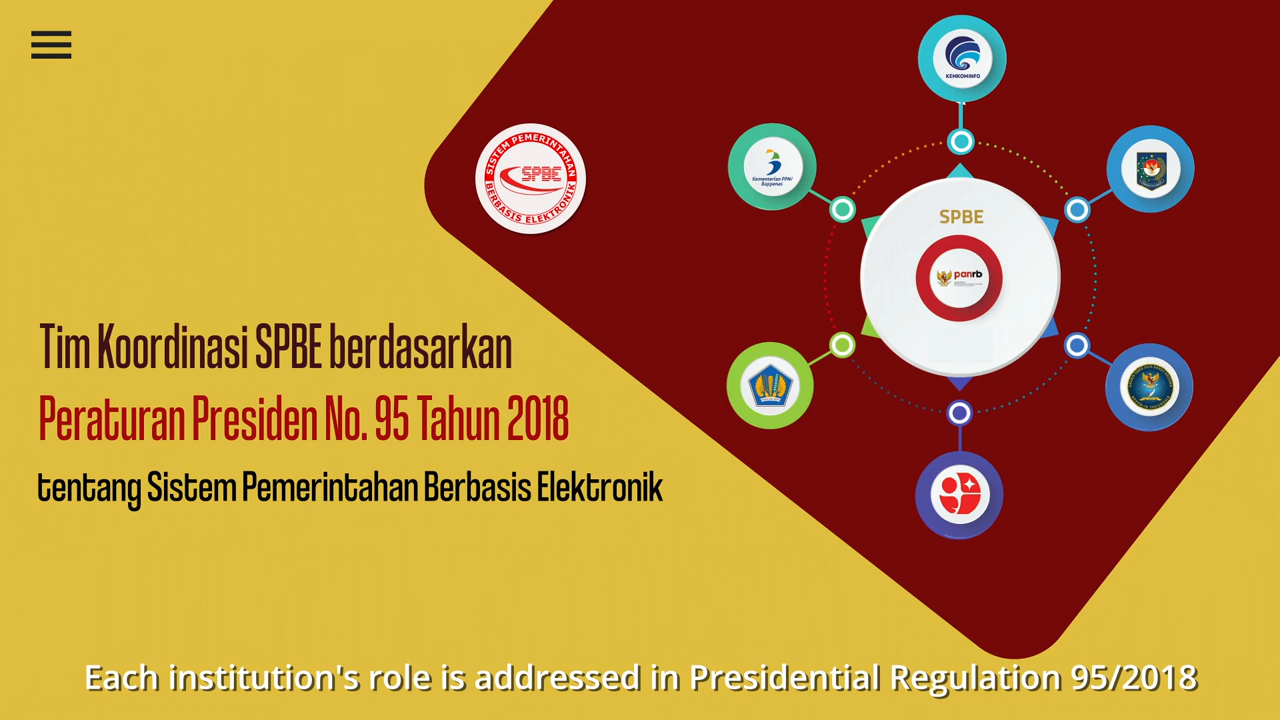 KEMKOMINFO
SISTEM PEMERINTAHAN
SPBE
BERBASIS ELEKTRONIK
Kementerian PPN/
Bappenas
SPBE
panrb
Tim Koordinasi SPBE berdasarkan
Peraturan Presiden No. 95 Tahun 2018
tentang Sistem Pemerintahan Berbasis Elektronik
Each institution's role is addressed in Presidential Regulation 95/2018